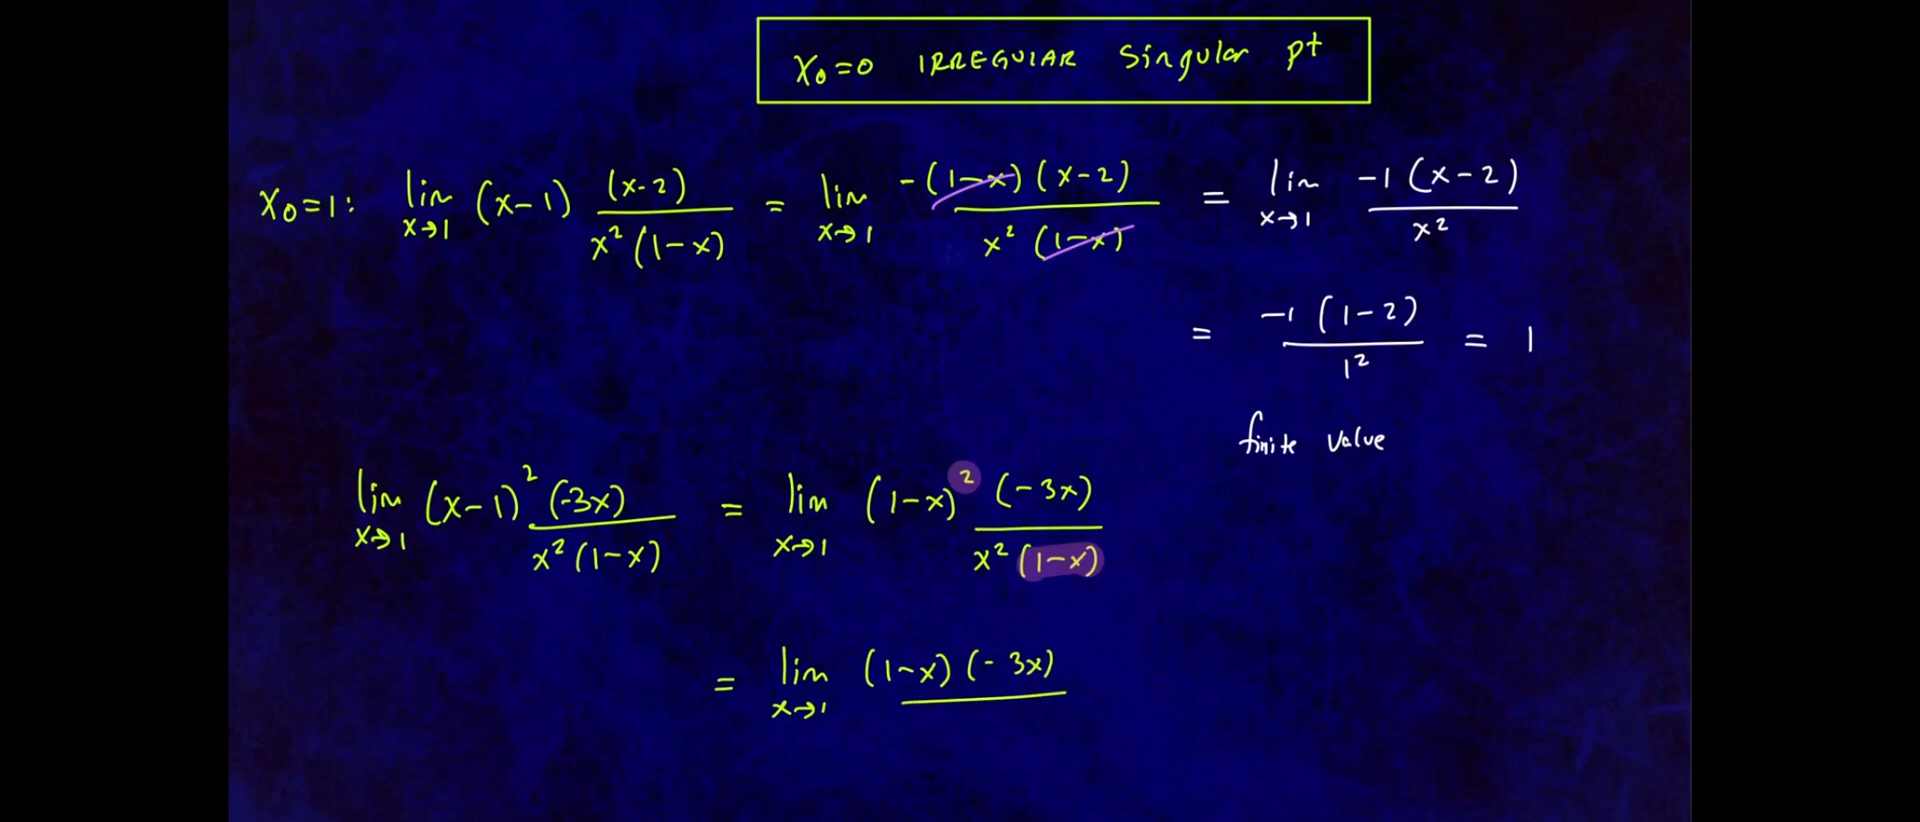 x₀=0 IRREGULAR Singular pt
x₀=1: lim x→1 (x-1) (x-2) / x²(1-x) = lim x→1 -(1-x)(x-2) / x²(1-x) = lim x→1 -1(x-2) / x²
= -1(1-2) / 1² = 1
finite value
lim x→1 (x-1)² (-3x) / x²(1-x) = lim x→1 (1-x)² (-3x) / x²(1-x)
= lim x→1 (1-x)(-3x)